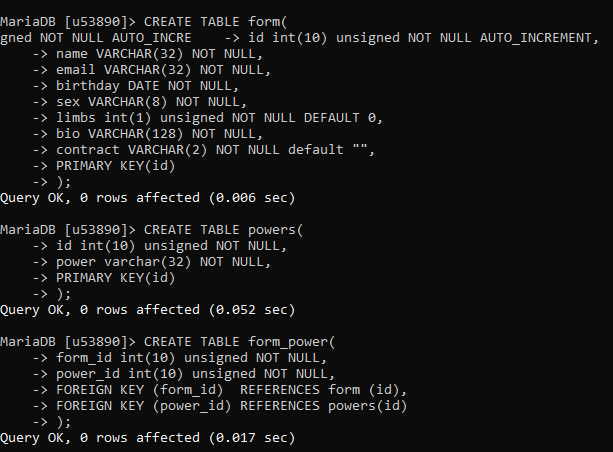 MariaDB [u53890]> CREATE TABLE form(
gned NOT NULL AUTO_INCRE    -> id int(10) unsigned NOT NULL AUTO_INCREMENT,
    -> name VARCHAR(32) NOT NULL,
    -> email VARCHAR(32) NOT NULL,
    -> birthday DATE NOT NULL,
    -> sex VARCHAR(8) NOT NULL,
    -> limbs int(1) unsigned NOT NULL DEFAULT 0,
    -> bio VARCHAR(128) NOT NULL,
    -> contract VARCHAR(2) NOT NULL default "",
    -> PRIMARY KEY(id)
    -> );
Query OK, 0 rows affected (0.006 sec)
MariaDB [u53890]> CREATE TABLE powers(
    -> id int(10) unsigned NOT NULL,
    -> power varchar(32) NOT NULL,
    -> PRIMARY KEY(id)
    -> );
Query OK, 0 rows affected (0.052 sec)
MariaDB [u53890]> CREATE TABLE form_power(
    -> form_id int(10) unsigned NOT NULL,
    -> power_id int(10) unsigned NOT NULL,
    -> FOREIGN KEY (form_id)  REFERENCES form (id),
    -> FOREIGN KEY (power_id) REFERENCES powers(id)
    -> );
Query OK, 0 rows affected (0.017 sec)